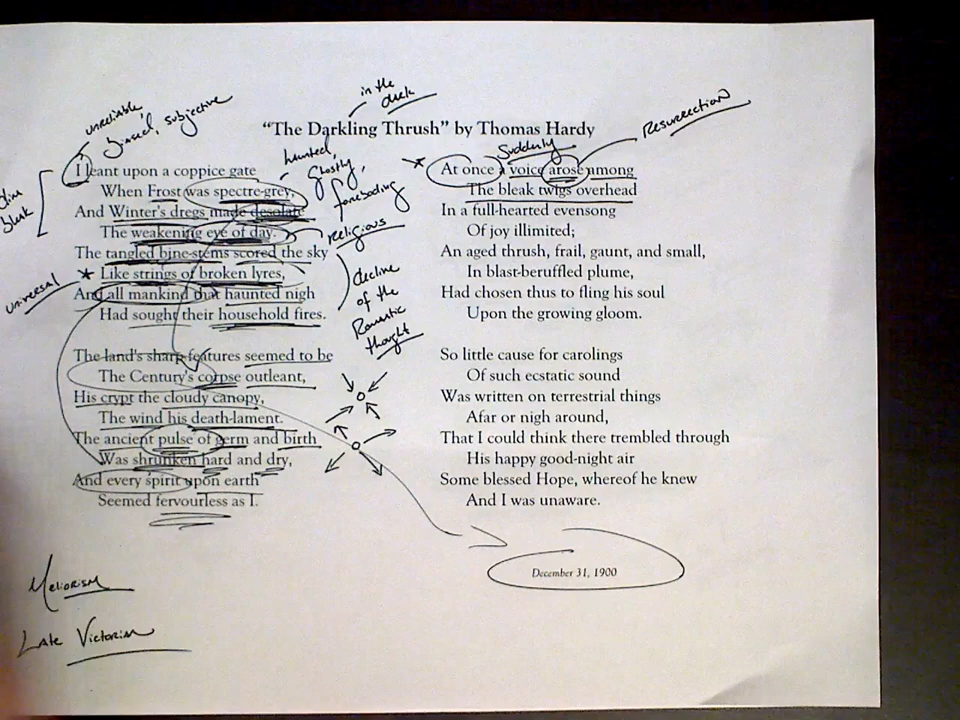 in the
dark
unreliable,
biased, subjective
"The Darkling Thrush" by Thomas Hardy
haunted,
Ghostly,
foreboding
religious
decline
of the
Romantic
thought
dim
bleak
universal
I leant upon a coppice gate
When Frost was spectre-grey,
And Winter's dregs made desolate
The weakening eye of day.
The tangled bine-stems scored the sky
Like strings of broken lyres,
And all mankind that haunted nigh
Had sought their household fires.
The land's sharp features seemed to be
The Century's corpse outleant,
His crypt the cloudy canopy,
The wind his death-lament.
The ancient pulse of germ and birth
Was shrunken hard and dry,
And every spirit upon earth
Seemed fervourless as I.
Suddenly
Resurrection
At once a voice arose among
The bleak twigs overhead
In a full-hearted evensong
Of joy illimited;
An aged thrush, frail, gaunt, and small,
In blast-beruffled plume,
Had chosen thus to fling his soul
Upon the growing gloom.
So little cause for carolings
Of such ecstatic sound
Was written on terrestrial things
Afar or nigh around,
That I could think there trembled through
His happy good-night air
Some blessed Hope, whereof he knew
And I was unaware.
December 31, 1900
Meliorism
Late Victorian